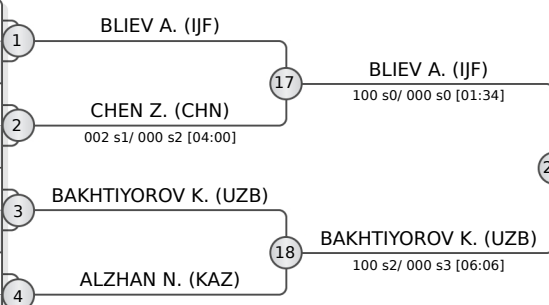 BLIEV A. (IJF)
1
17
BLIEV A. (IJF)
100 s0/ 000 s0 [01:34]
CHEN Z. (CHN)
2
002 s1/ 000 s2 [04:00]
BAKHTIYOROV K. (UZB)
3
18
BAKHTIYOROV K. (UZB)
100 s2/ 000 s3 [06:06]
ALZHAN N. (KAZ)
4